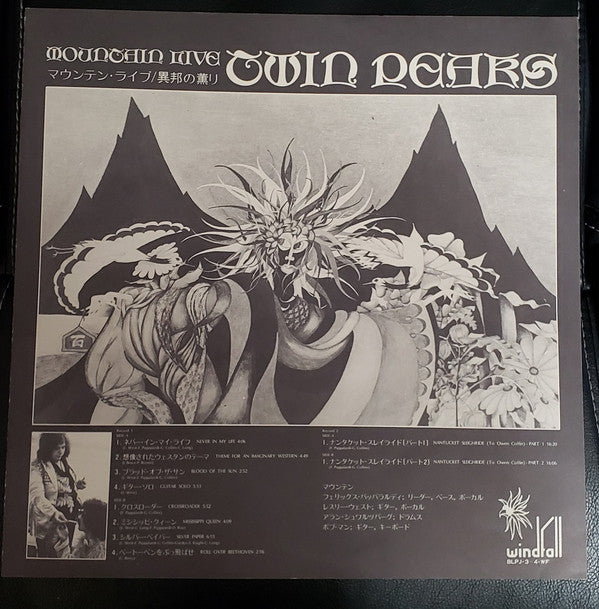 MOUNTAIN LIVE TWIN PEAKS
マウンテン・ライブ/異邦の薫り
百
Record・1
SIDE・A
1. ネバー・イン・マイ・ライフ NEVER IN MY LIFE
2. 想像されたウェスタンのテーマ THEME FOR AN IMAGINARY WESTERN 4:49
3. ブラッド・オブ・ザ・サン BLOOD OF THE SUN 2:52
4. ギター・ソロ GUITAR SOLO 5:53
SIDE・B
1. クロスローダー CROSSROADER 5:52
2. ミシシッピ・クィーン MISSISSIPPI QUEEN 4:09
3. シルバー・ペイパー SILVER PAPER
4. ベートーベンをぶっ飛ばせ ROLL OVER BEETHOVEN
Record・2
SIDE・A
1. ナンタケット・スレイライド[パート1] NANTUCKET SLEIGHRIDE (To Owen Coffin)・PART 1
SIDE・B
1. ナンタケット・スレイライド[パート2] NANTUCKET SLEIGHRIDE (To Owen Coffin)・PART 2
マウンテン
フェリックス・パッパラルディ; リーダー, ベース, ボーカル
レスリー・ウェスト; ギター, ボーカル
アラン・シュワルツバーグ; ドラムス
ボブ・マン; ギター, キーボード
windfall
BLPJ-3・4-WF